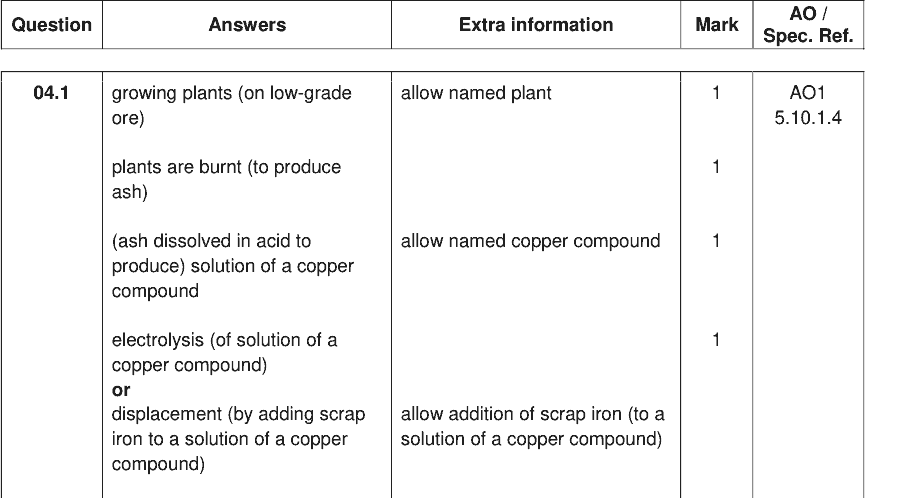 Question Answers Extra information Mark AO /
Spec. Ref.
04.1 growing plants (on low-grade allow named plant 1 AO1
ore) 5.10.1.4
plants are burnt (to produce 1
ash)
(ash dissolved in acid to allow named copper compound 1
produce) solution of a copper
compound
electrolysis (of solution of a 1
copper compound)
or
displacement (by adding scrap allow addition of scrap iron (to a
iron to a solution of a copper solution of a copper compound)
compound)